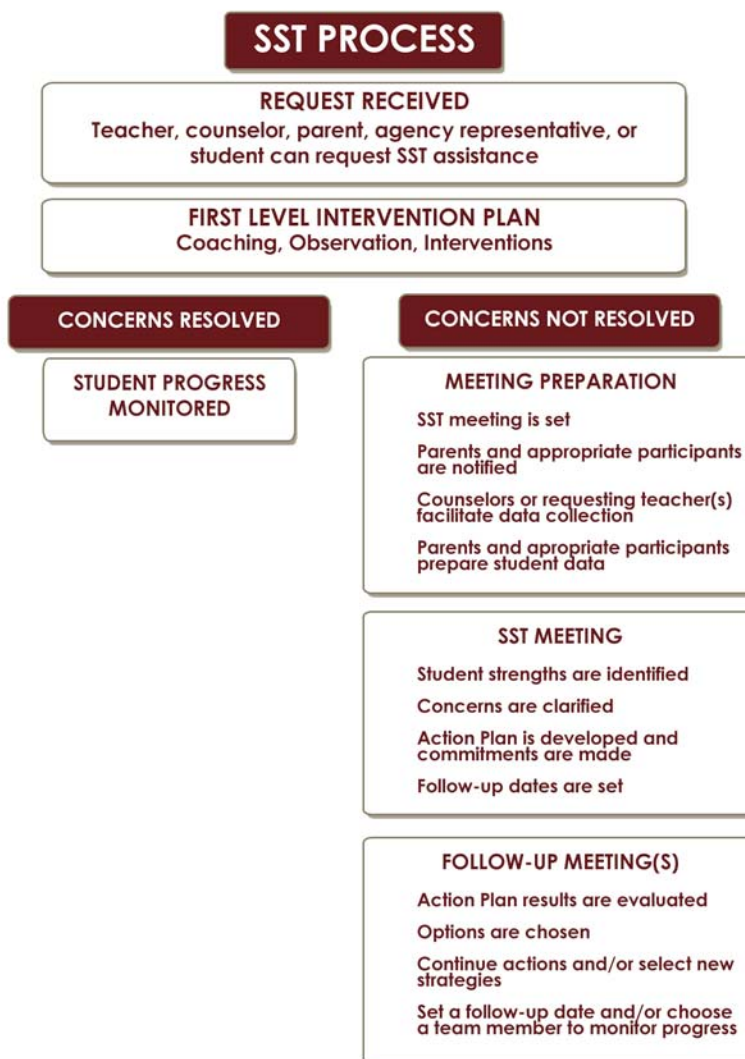 SST PROCESS
REQUEST RECEIVED
Teacher, counselor, parent, agency representative, or
student can request SST assistance
FIRST LEVEL INTERVENTION PLAN
Coaching, Observation, Interventions
CONCERNS RESOLVED
STUDENT PROGRESS
MONITORED
CONCERNS NOT RESOLVED
MEETING PREPARATION
SST meeting is set
Parents and appropriate participants
are notified
Counselors or requesting teacher(s)
facilitate data collection
Parents and apropriate participants
prepare student data
SST MEETING
Student strengths are identified
Concerns are clarified
Action Plan is developed and
commitments are made
Follow-up dates are set
FOLLOW-UP MEETING(S)
Action Plan results are evaluated
Options are chosen
Continue actions and/or select new
strategies
Set a follow-up date and/or choose
a team member to monitor progress